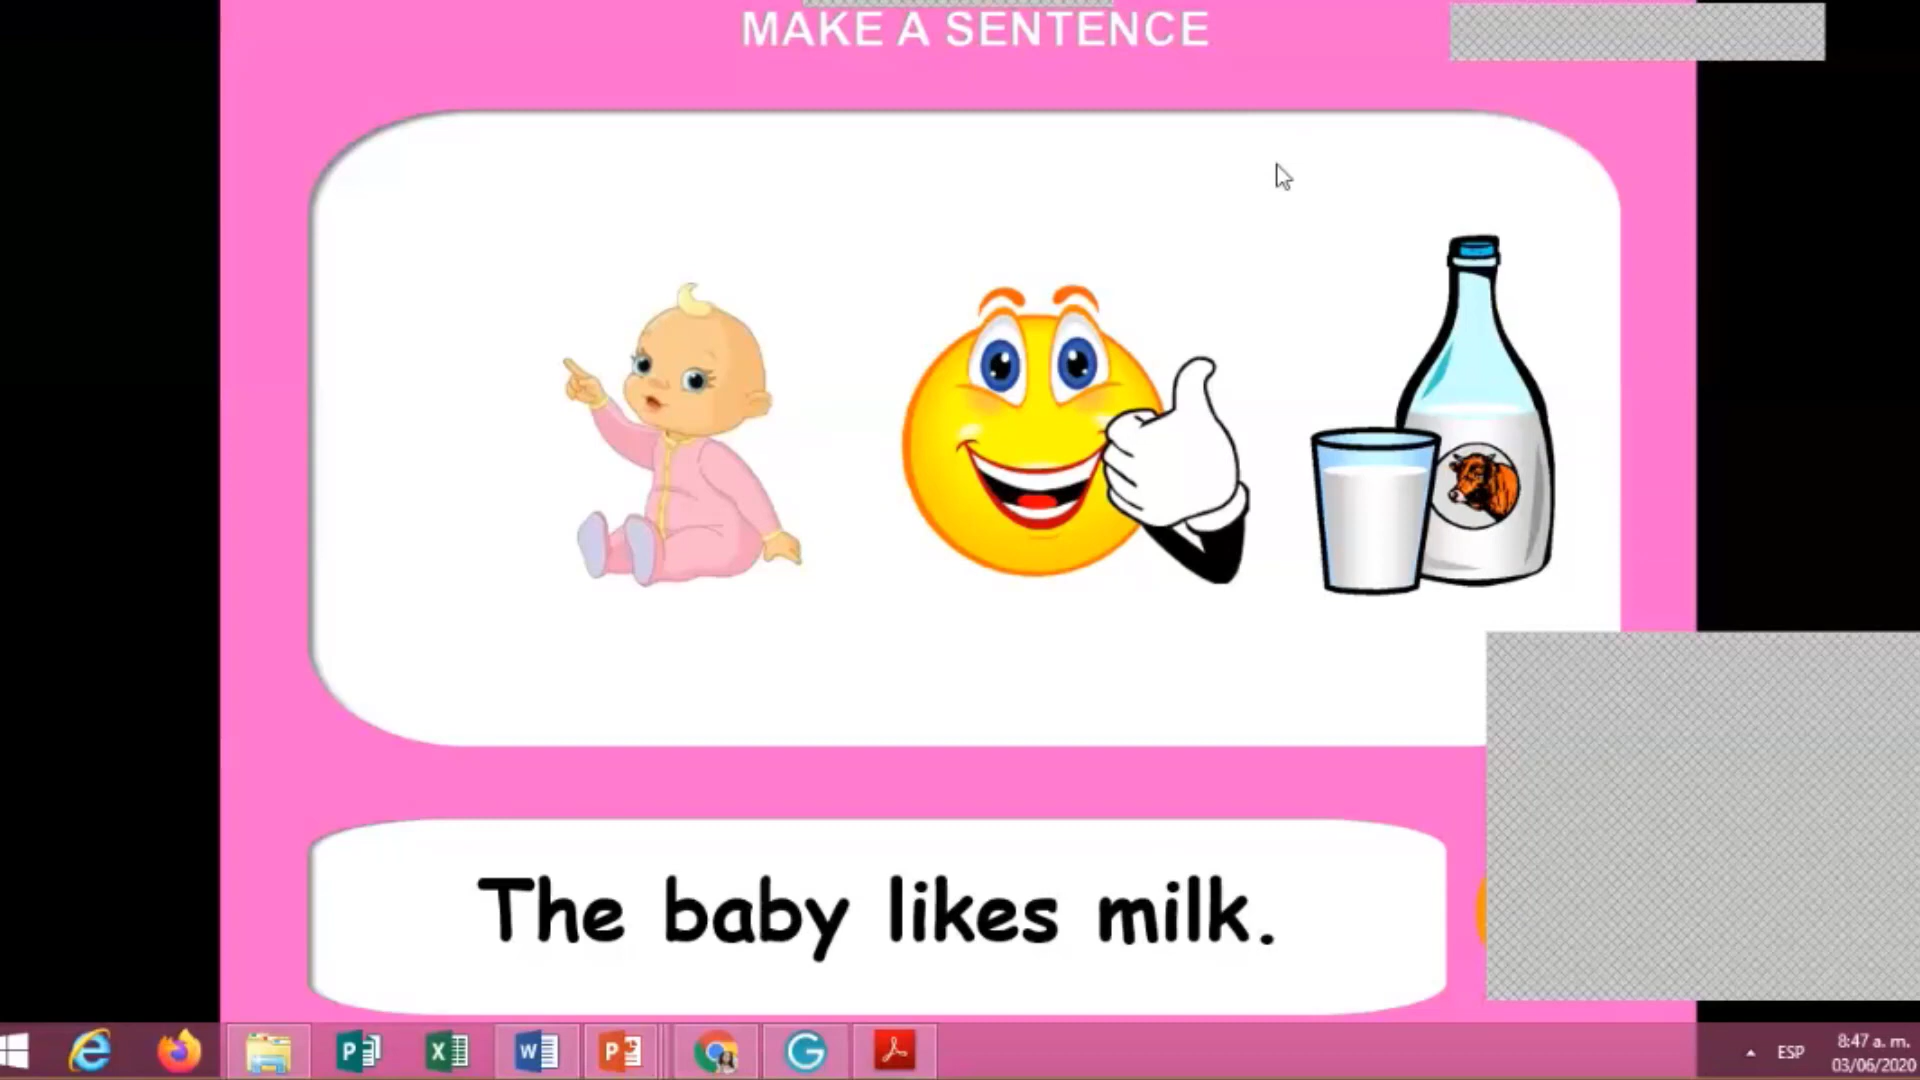 MAKE A SENTENCE
The baby likes milk.
ESP
8:47 a. m.
03/06/2020